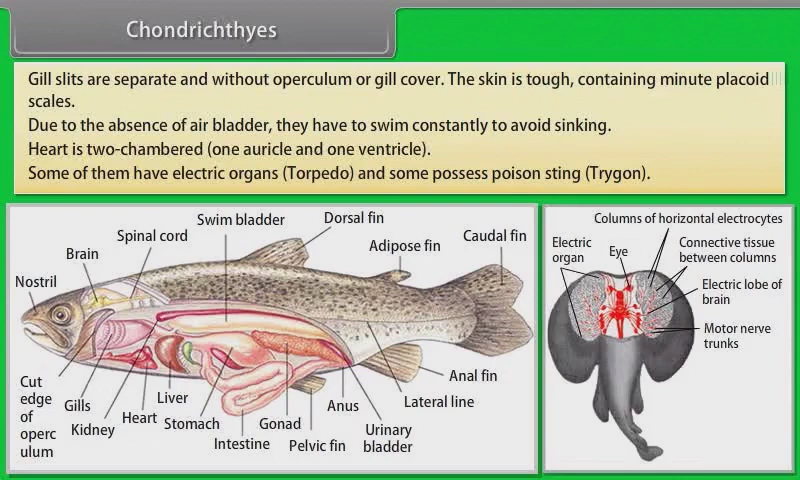 Chondrichthyes
Gill slits are separate and without operculum or gill cover. The skin is tough, containing minute placoid
scales.
Due to the absence of air bladder, they have to swim constantly to avoid sinking.
Heart is two-chambered (one auricle and one ventricle).
Some of them have electric organs (Torpedo) and some possess poison sting (Trygon).
Nostril
Brain
Spinal cord
Swim bladder
Dorsal fin
Adipose fin
Caudal fin
Cut
edge
of
operc
ulum
Gills
Kidney
Heart
Liver
Stomach
Intestine
Gonad
Pelvic fin
Anus
Urinary
bladder
Lateral line
Anal fin
Columns of horizontal electrocytes
Electric
organ
Eye
Connective tissue
between columns
Electric lobe of
brain
Motor nerve
trunks